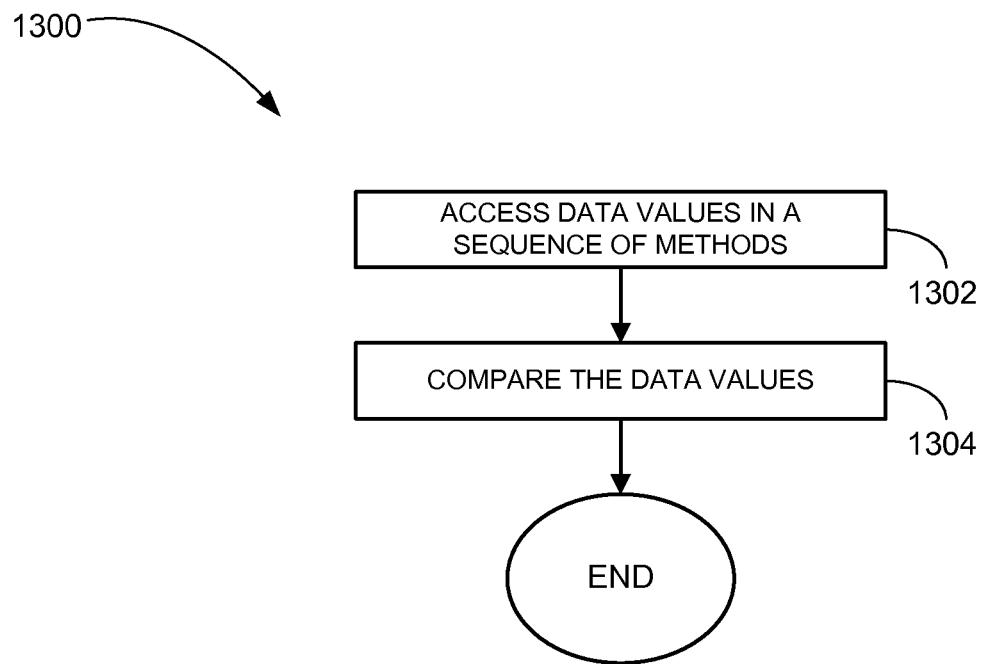 1300
ACCESS DATA VALUES IN A
SEQUENCE OF METHODS
1302
COMPARE THE DATA VALUES
1304
END